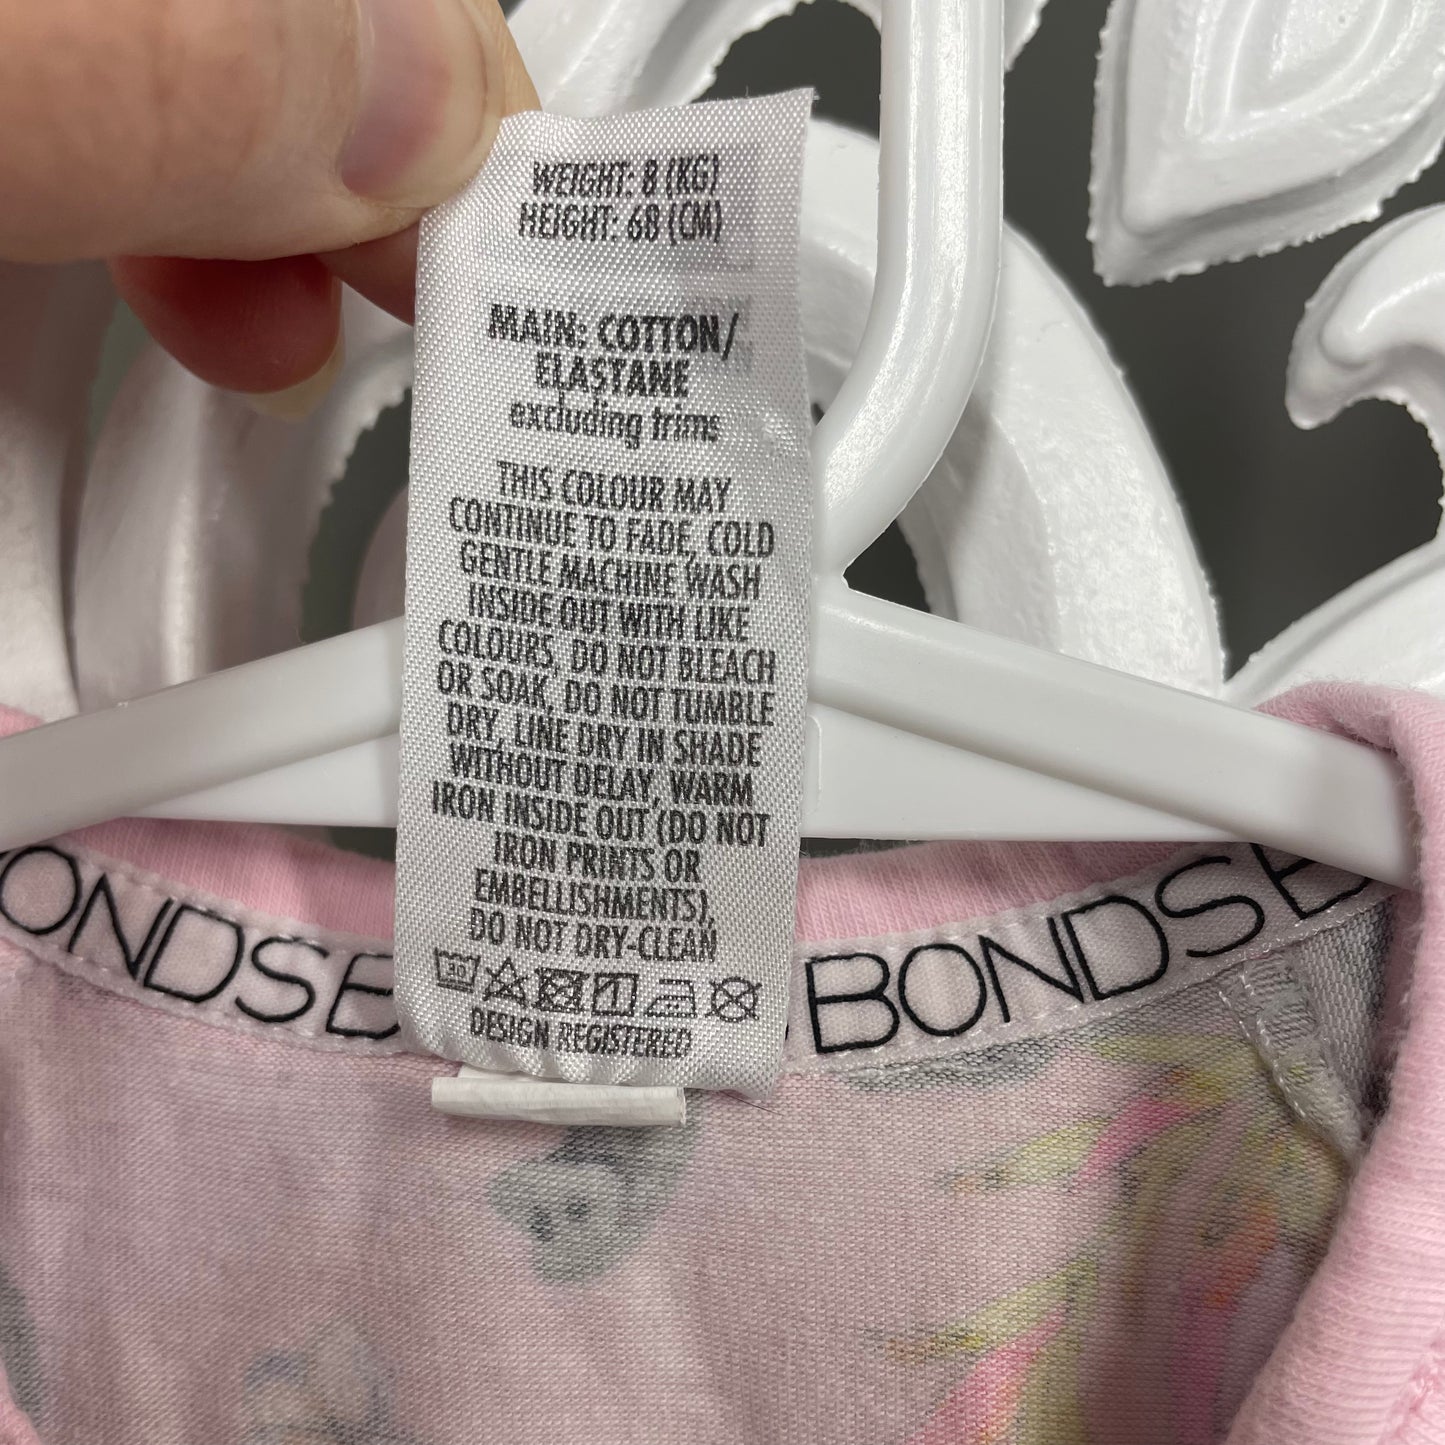 WEIGHT: 8 (KG)
HEIGHT: 68 (CM)
MAIN: COTTON/
ELASTANE
excluding trims
THIS COLOUR MAY
CONTINUE TO FADE, COLD
GENTLE MACHINE WASH
INSIDE OUT WITH LIKE
COLOURS, DO NOT BLEACH
OR SOAK, DO NOT TUMBLE
DRY, LINE DRY IN SHADE
WITHOUT DELAY, WARM
IRON INSIDE OUT (DO NOT
IRON PRINTS OR
EMBELLISHMENTS),
DO NOT DRY-CLEAN
30
DESIGN REGISTERED
ONDSE
BONDSE